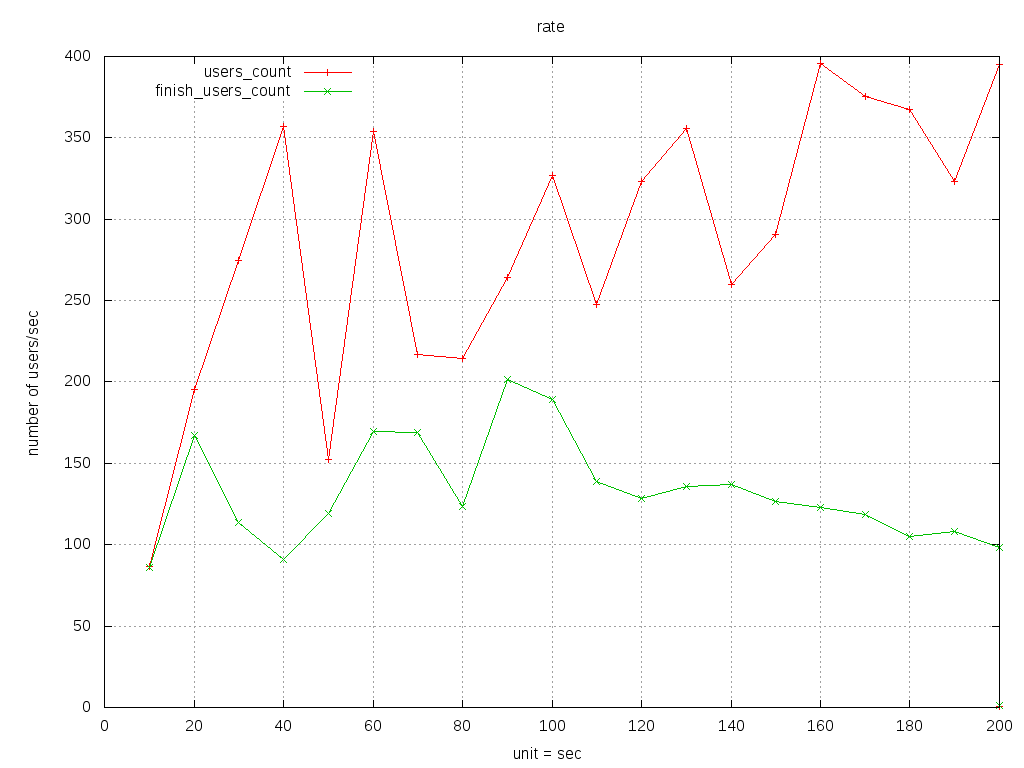 rate
users_count
finish_users_count
400
350
300
250
200
150
100
50
0
number of users/sec
0 20 40 60 80 100 120 140 160 180 200
unit = sec